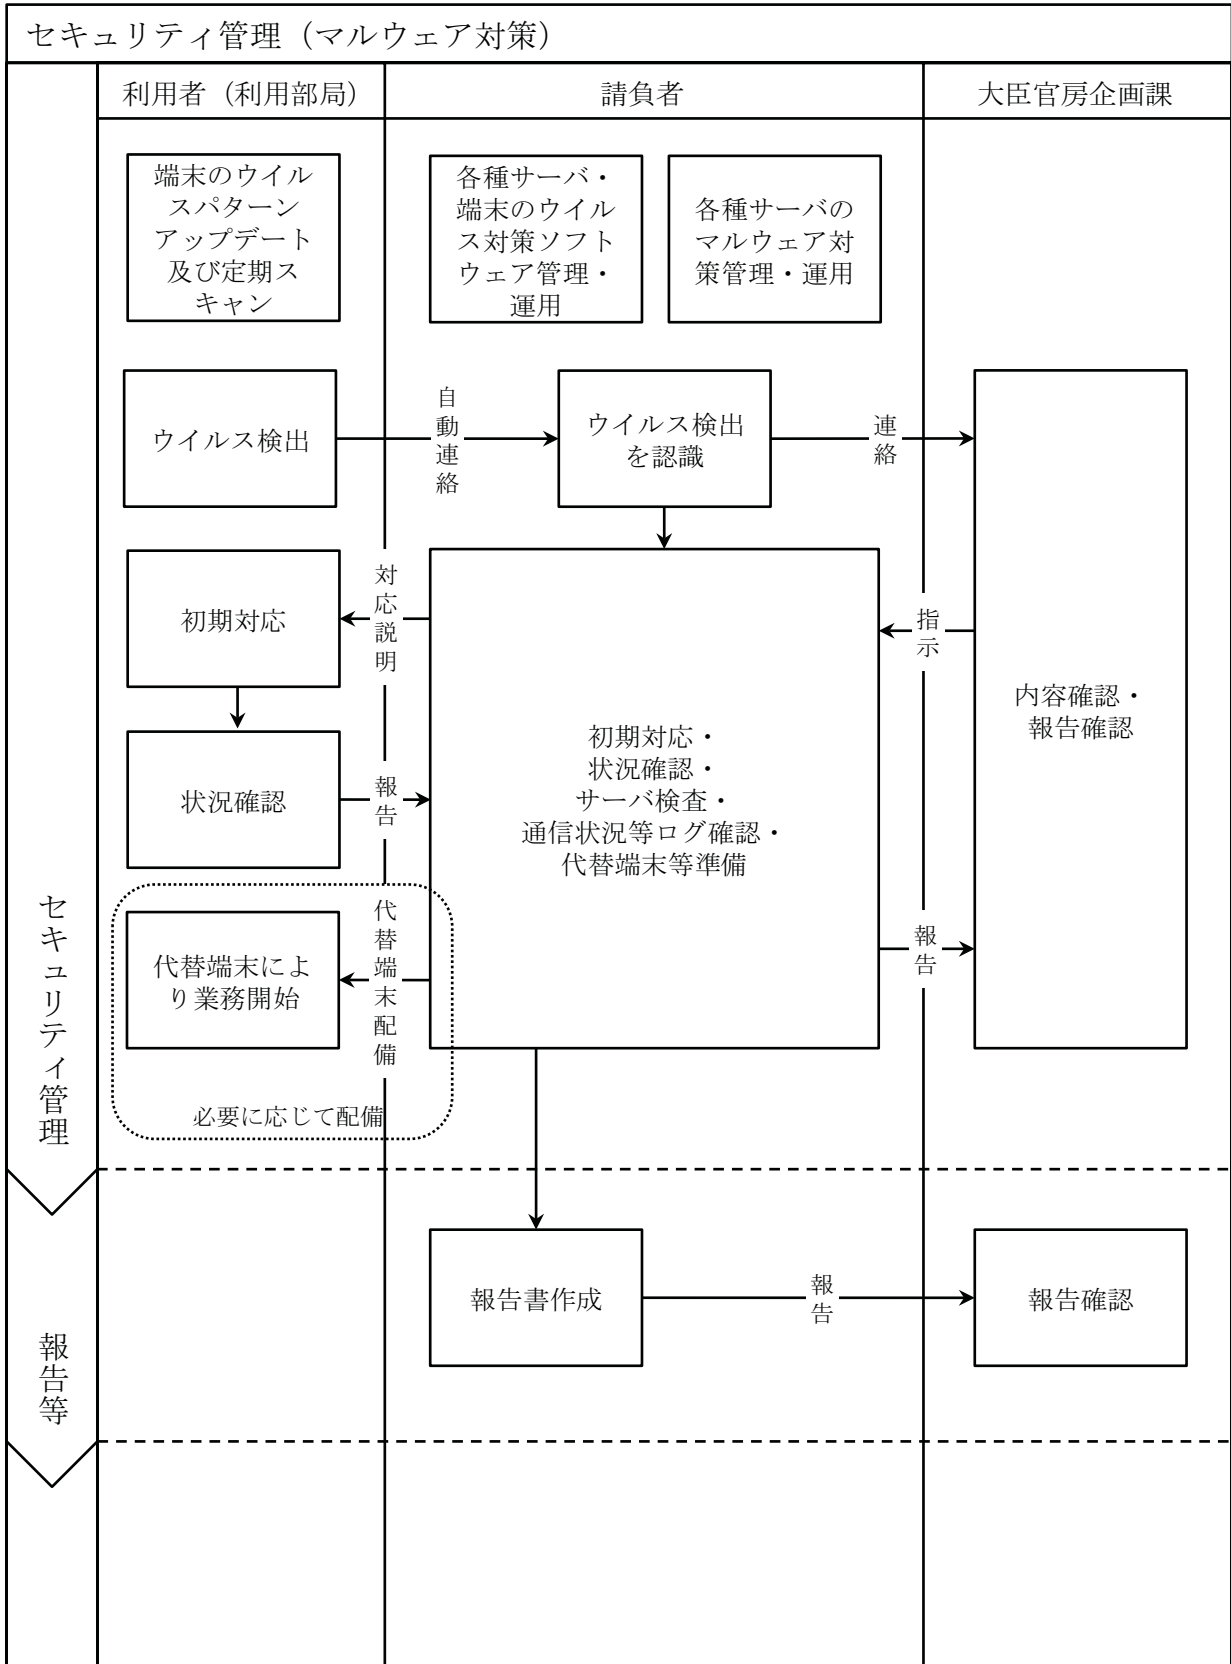 セキュリティ管理（マルウェア対策）
利用者（利用部局）
請負者
大臣官房企画課
端末のウイル
スパターン
アップデート
及び定期ス
キャン
各種サーバ・
端末のウイル
ス対策ソフト
ウェア管理・
運用
各種サーバの
マルウェア対
策管理・運用
ウイルス検出
自動連絡
ウイルス検出
を認識
連絡
初期対応
対応説明
指示
内容確認・
報告確認
初期対応・
状況確認・
サーバ検査・
通信状況等ログ確認・
代替端末等準備
状況確認
報告
代替端末によ
り業務開始
代替端末配備
報告
必要に応じて配備
セキュリティ管理
報告書作成
報告
報告確認
報告等